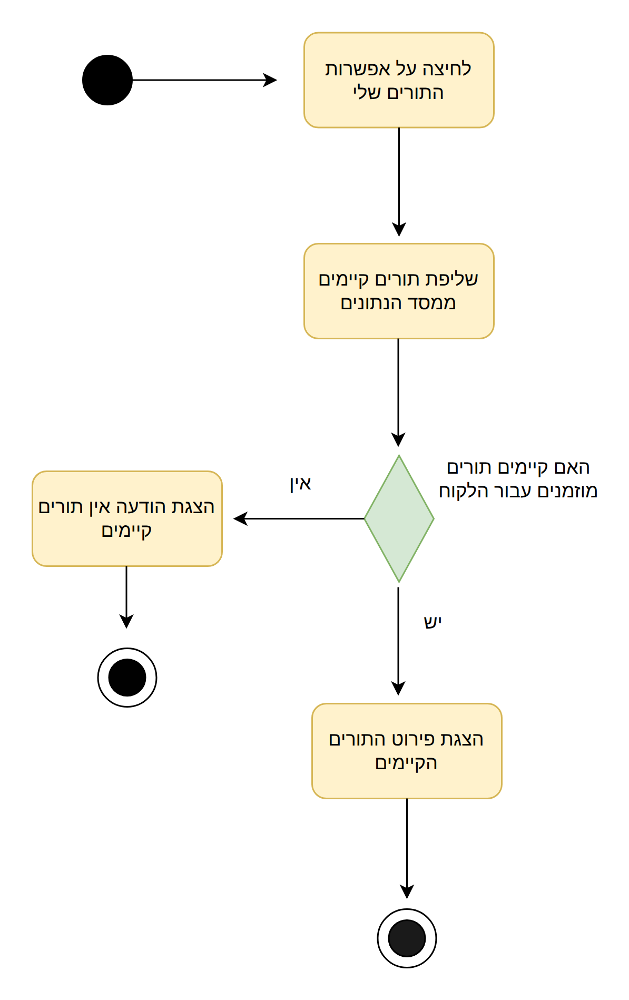 לחיצה על אפשרות
התורים שלי
שליפת תורים קיימים
ממסד הנתונים
האם קיימים תורים
מוזמנים עבור הלקוח
אין
הצגת הודעה אין תורים
קיימים
יש
הצגת פירוט התורים
הקיימים